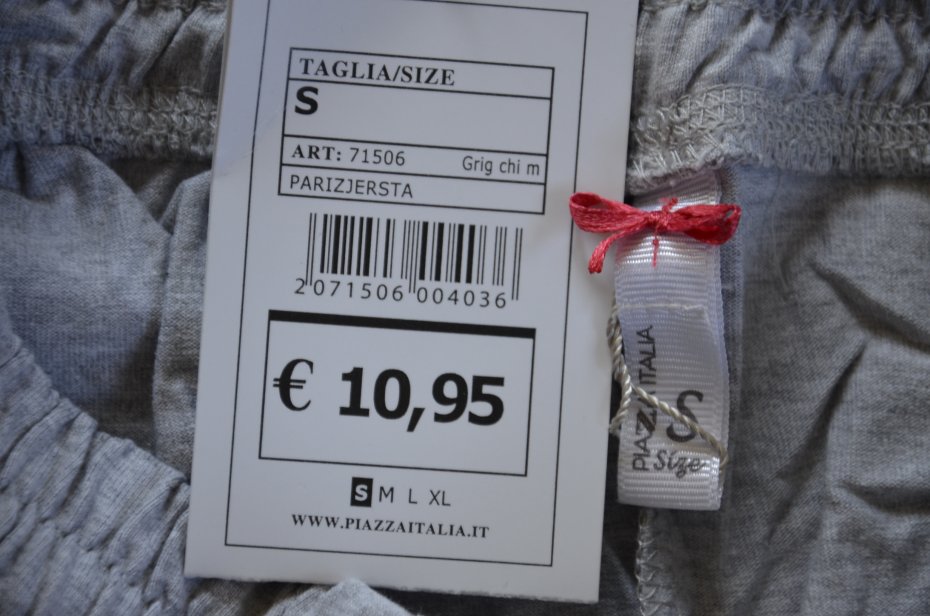 TAGLIA/SIZE
S
ART: 71506 Grig chi m
PARIZJERSTA
2 071506 004036
€ 10,95
S M L XL
WWW.PIAZZAITALIA.IT
PIAZZA ITALIA
S
Size